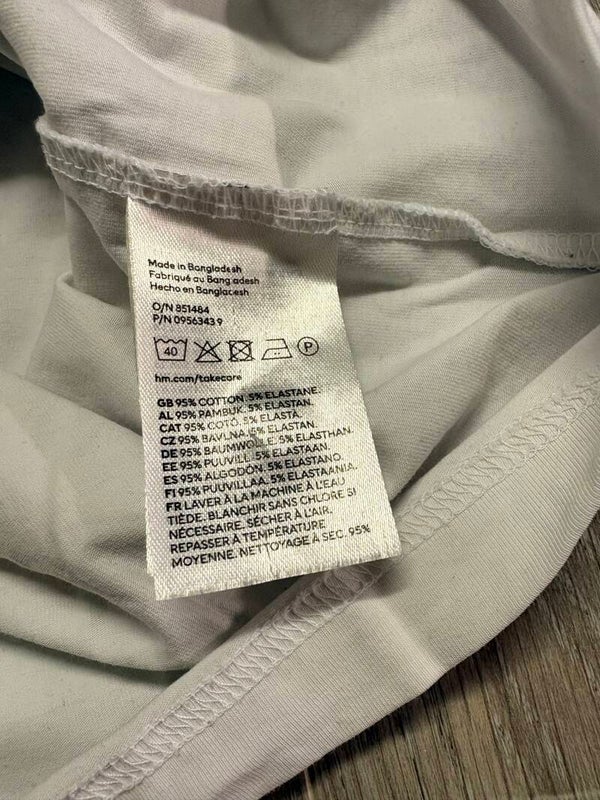 Made in Bangladesh
Fabriqué au Bangladesh
Hecho en Bangladesh
O/N 851484
P/N 0956343 9
40
P
hm.com/takecare
GB 95% COTTON. 5% ELASTANE.
AL 95% PAMBUK. 5% ELASTAN.
CAT 95% COTÓ. 5% ELASTÀ.
CZ 95% BAVLNA. 5% ELASTAN.
DE 95% BAUMWOLLE. 5% ELASTHAN.
EE 95% PUUVILL. 5% ELASTAAN.
ES 95% ALGODÓN. 5% ELASTANO.
FI 95% PUUVILLAA. 5% ELASTAANIA.
FR LAVER À LA MACHINE À L'EAU
TIÈDE. BLANCHIR SANS CHLORE SI
NÉCESSAIRE. SÉCHER À L'AIR.
REPASSER À TEMPÉRATURE
MOYENNE. NETTOYAGE À SEC. 95%